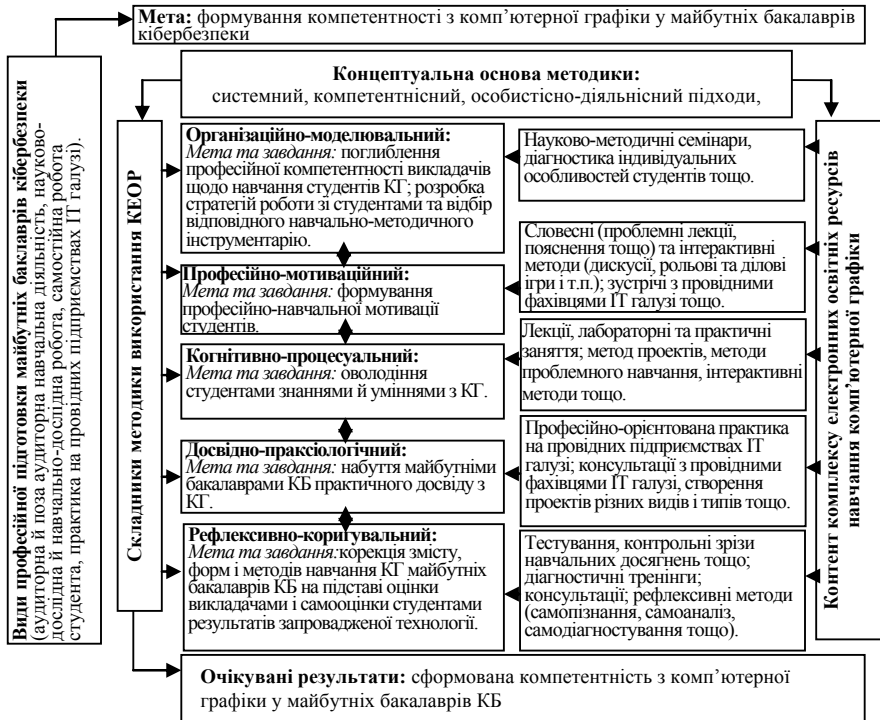 Мета: формування компетентності з комп’ютерної графіки у майбутніх бакалаврів
кібербезпеки
Види професійної підготовки майбутніх баклаврів кібербезпеки
(аудиторна й поза аудиторна навчальна діяльність, науково-
дослідна й навчально-дослідна робота, самостійна робота
студента, практика на провідних підприємствах ІТ галузі).
Концептуальна основа методики:
системний, компетентнісний, особистісно-діяльнісний підходи,
Складники методики використання КЕОР
Організаційно-моделювальний:
Мета та завдання: поглиблення
професійної компетентності викладачів
щодо навчання студентів КГ; розробка
стратегій роботи зі студентами та відбір
відповідного навчально-методичного
інструментарію.
Науково-методичні семінари,
діагностика індивідуальних
особливостей студентів тощо.
Професійно-мотиваційний:
Мета та завдання: формування
професійно-навчальної мотивації
студентів.
Словесні (проблемні лекції,
пояснення тощо) та інтерактивні
методи (дискусії, рольові та ділові
ігри і т.п.); зустрічі з провідними
фахівцями ІТ галузі тощо.
Когнітивно-процесуальний:
Мета та завдання: оволодіння
студентами знаннями й уміннями з КГ.
Лекції, лабораторні та практичні
заняття; метод проектів, методи
проблемного навчання, інтерактивні
методи тощо.
Досвідно-праксіологічний:
Мета та завдання: набуття майбутніми
бакалаврами КБ практичного досвіду з
КГ.
Професійно-орієнтована практика
на провідних підприємствах ІТ
галузі; консультації з провідними
фахівцями ІТ галузі, створення
проектів різних видів і типів тощо.
Рефлексивно-коригувальний:
Мета та завдання:корекція змісту,
форм і методів навчання КГ майбутніх
бакалаврів КБ на підставі оцінки
викладачами і самооцінки студентами
результатів запровадженої технології.
Тестування, контрольні зрізи
навчальних досягнень тощо;
діагностичні тренінги;
консультації; рефлексивні методи
(самопізнання, самоаналіз,
самодіагностування тощо).
Контент комплексу електронних освітніх ресурсів
навчання комп’ютерної графіки
Очікувані результати: сформована компетентність з комп’ютерної
графіки у майбутніх бакалаврів КБ